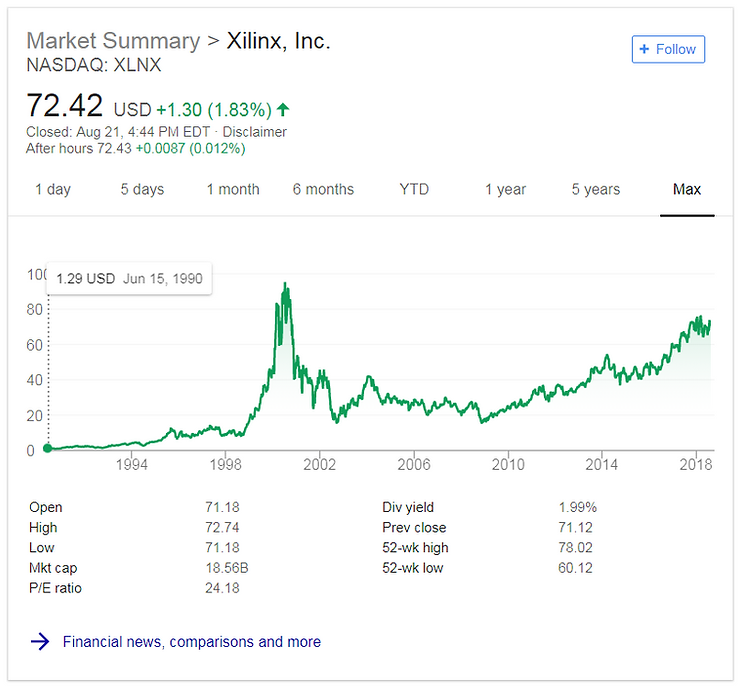 Market Summary > Xilinx, Inc.
+ Follow
NASDAQ: XLNX
72.42 USD +1.30 (1.83%)
Closed: Aug 21, 4:44 PM EDT · Disclaimer
After hours 72.43 +0.0087 (0.012%)
1 day 5 days 1 month 6 months YTD 1 year 5 years Max
100
1.29 USD Jun 15, 1990
80
60
40
20
0
1994 1998 2002 2006 2010 2014 2018
Open 71.18 Div yield 1.99%
High 72.74 Prev close 71.12
Low 71.18 52-wk high 78.02
Mkt cap 18.56B 52-wk low 60.12
P/E ratio 24.18
Financial news, comparisons and more